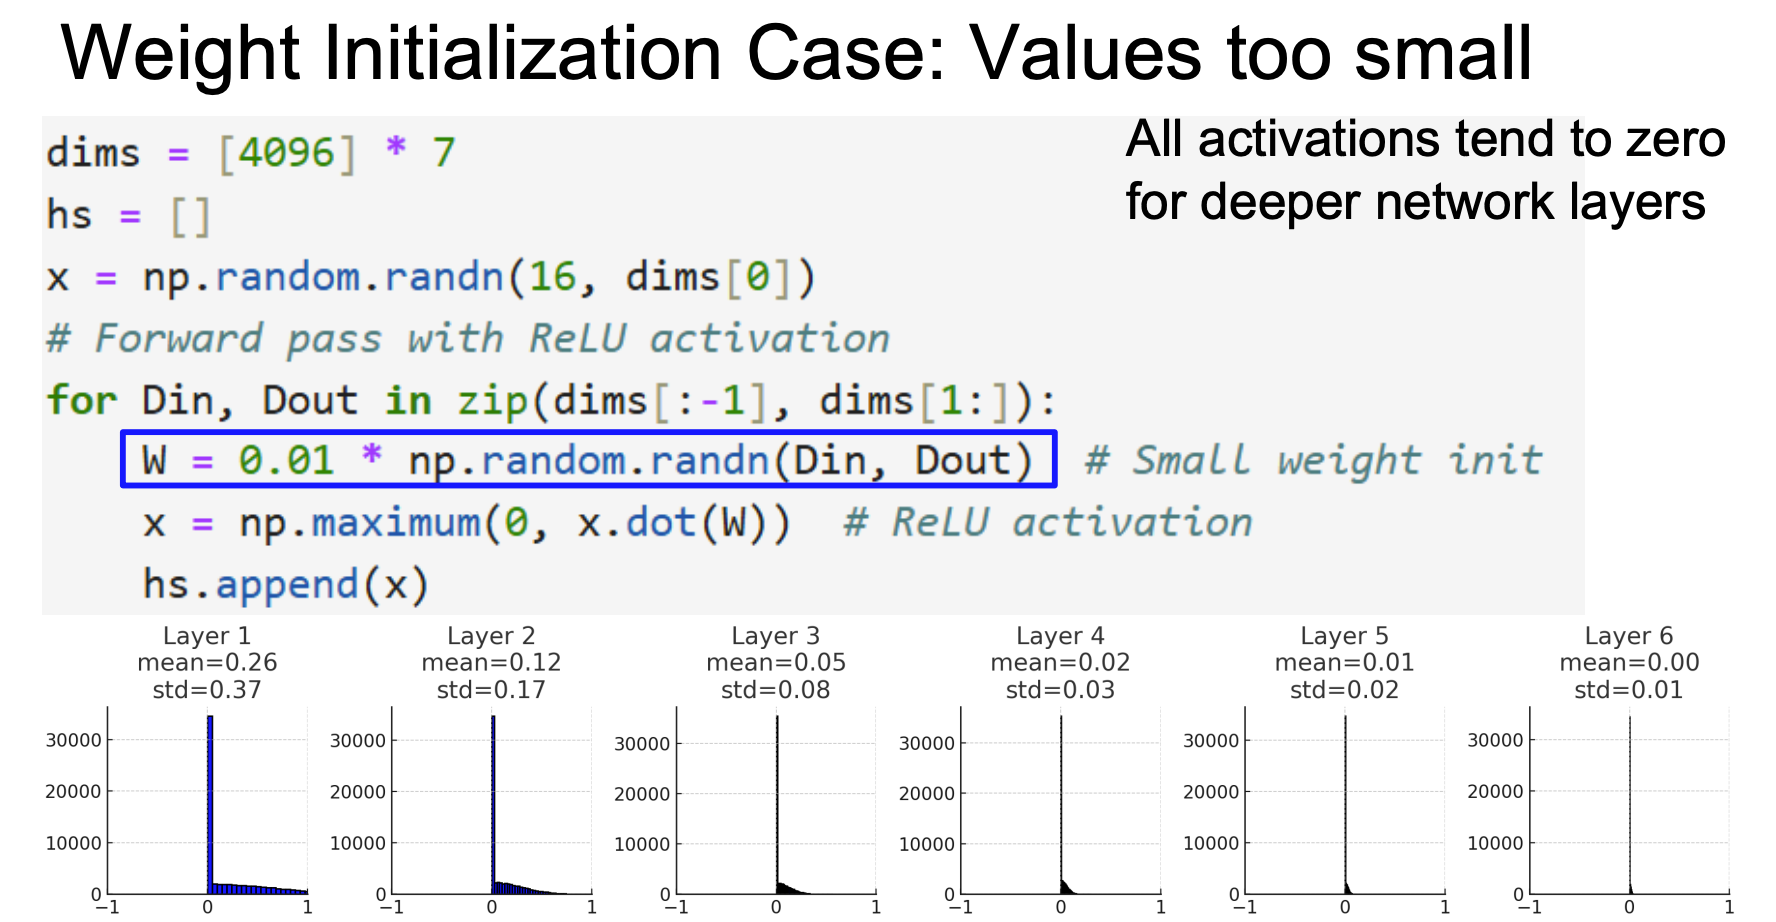 Weight Initialization Case: Values too small
All activations tend to zero
for deeper network layers
dims = [4096] * 7
hs = []
x = np.random.randn(16, dims[0])
# Forward pass with ReLU activation
for Din, Dout in zip(dims[:-1], dims[1:]):
    W = 0.01 * np.random.randn(Din, Dout)  # Small weight init
    x = np.maximum(0, x.dot(W))  # ReLU activation
    hs.append(x)
Layer 1
mean=0.26
std=0.37
30000
20000
10000
0
−1 0 1
Layer 2
mean=0.12
std=0.17
30000
20000
10000
0
−1 0 1
Layer 3
mean=0.05
std=0.08
30000
20000
10000
0
−1 0 1
Layer 4
mean=0.02
std=0.03
30000
20000
10000
0
−1 0 1
Layer 5
mean=0.01
std=0.02
30000
20000
10000
0
−1 0 1
Layer 6
mean=0.00
std=0.01
30000
20000
10000
0
−1 0 1